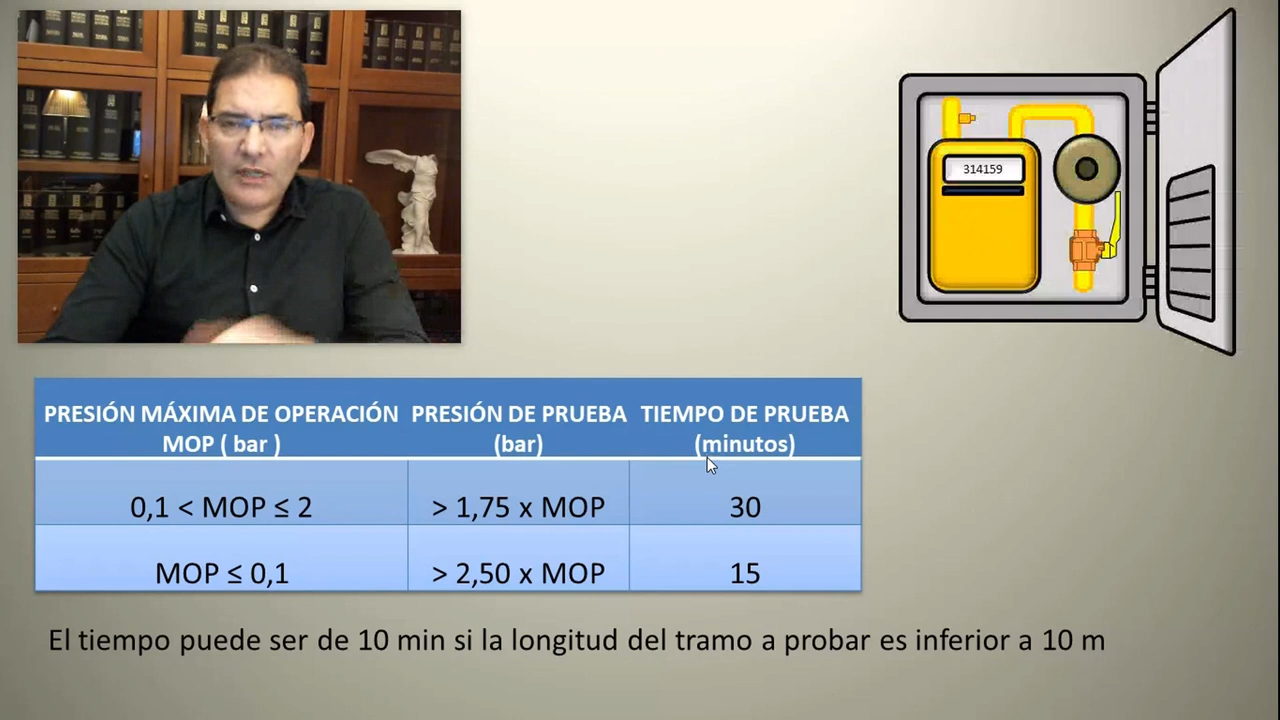 314159
PRESIÓN MÁXIMA DE OPERACIÓN PRESIÓN DE PRUEBA TIEMPO DE PRUEBA
MOP ( bar ) (bar) (minutos)
0,1 < MOP ≤ 2 > 1,75 x MOP 30
MOP ≤ 0,1 > 2,50 x MOP 15
El tiempo puede ser de 10 min si la longitud del tramo a probar es inferior a 10 m